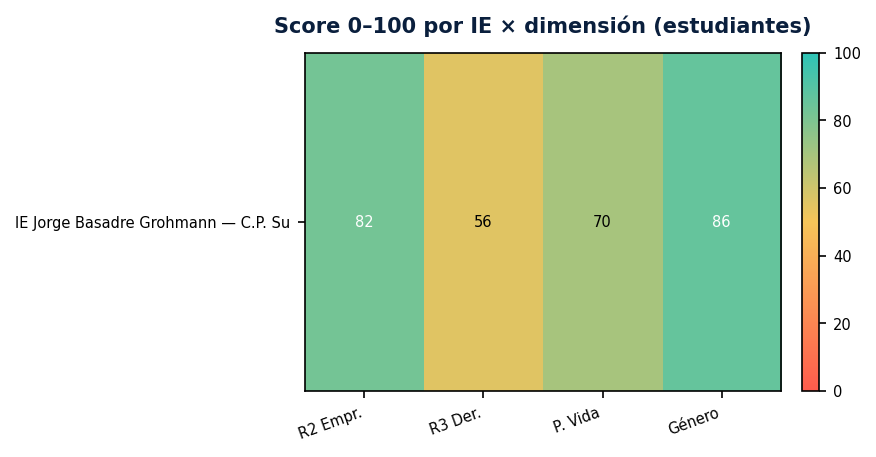 Score 0–100 por IE × dimensión (estudiantes)
IE Jorge Basadre Grohmann — C.P. Su
82 56 70 86
R2 Empr. R3 Der. P. Vida Género
100
80
60
40
20
0